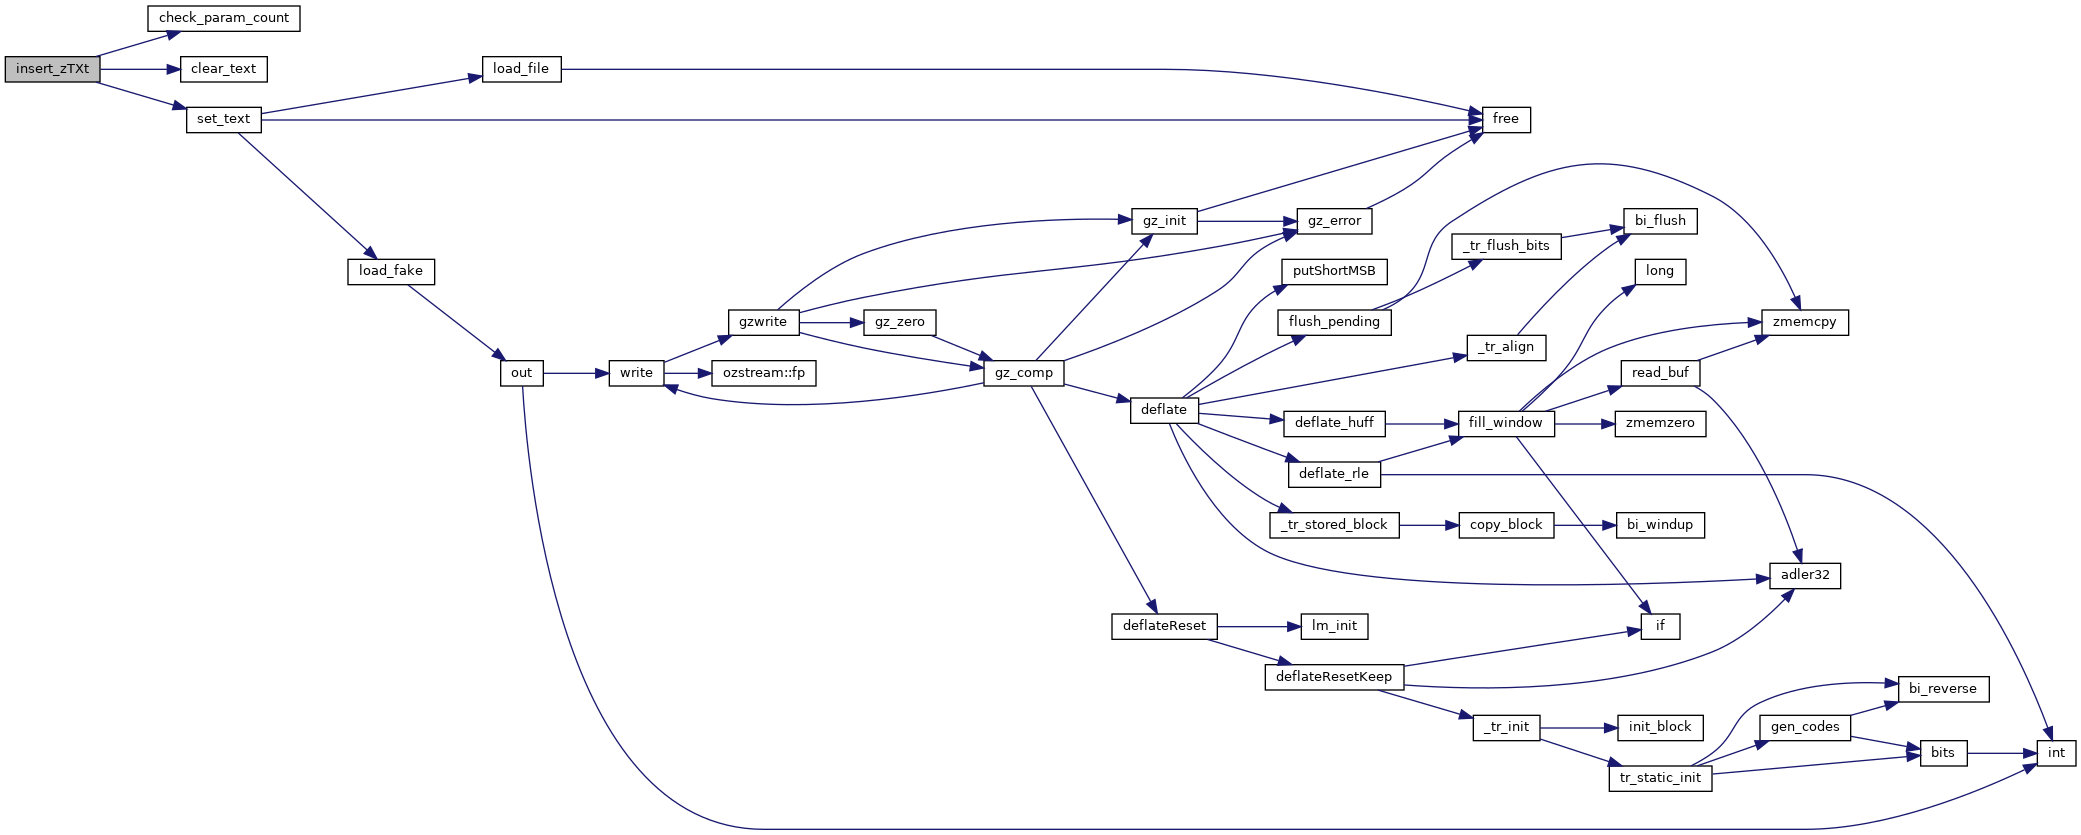 check_param_count
insert_zTXt
clear_text
set_text
load_file
load_fake
out
write
gzwrite
ozstream::fp
gz_zero
gz_comp
gz_init
gz_error
free
deflate
putShortMSB
flush_pending
_tr_flush_bits
bi_flush
long
zmemcpy
_tr_align
read_buf
deflate_huff
fill_window
zmemzero
deflate_rle
_tr_stored_block
copy_block
bi_windup
adler32
deflateReset
lm_init
if
deflateResetKeep
_tr_init
init_block
tr_static_init
gen_codes
bi_reverse
bits
int